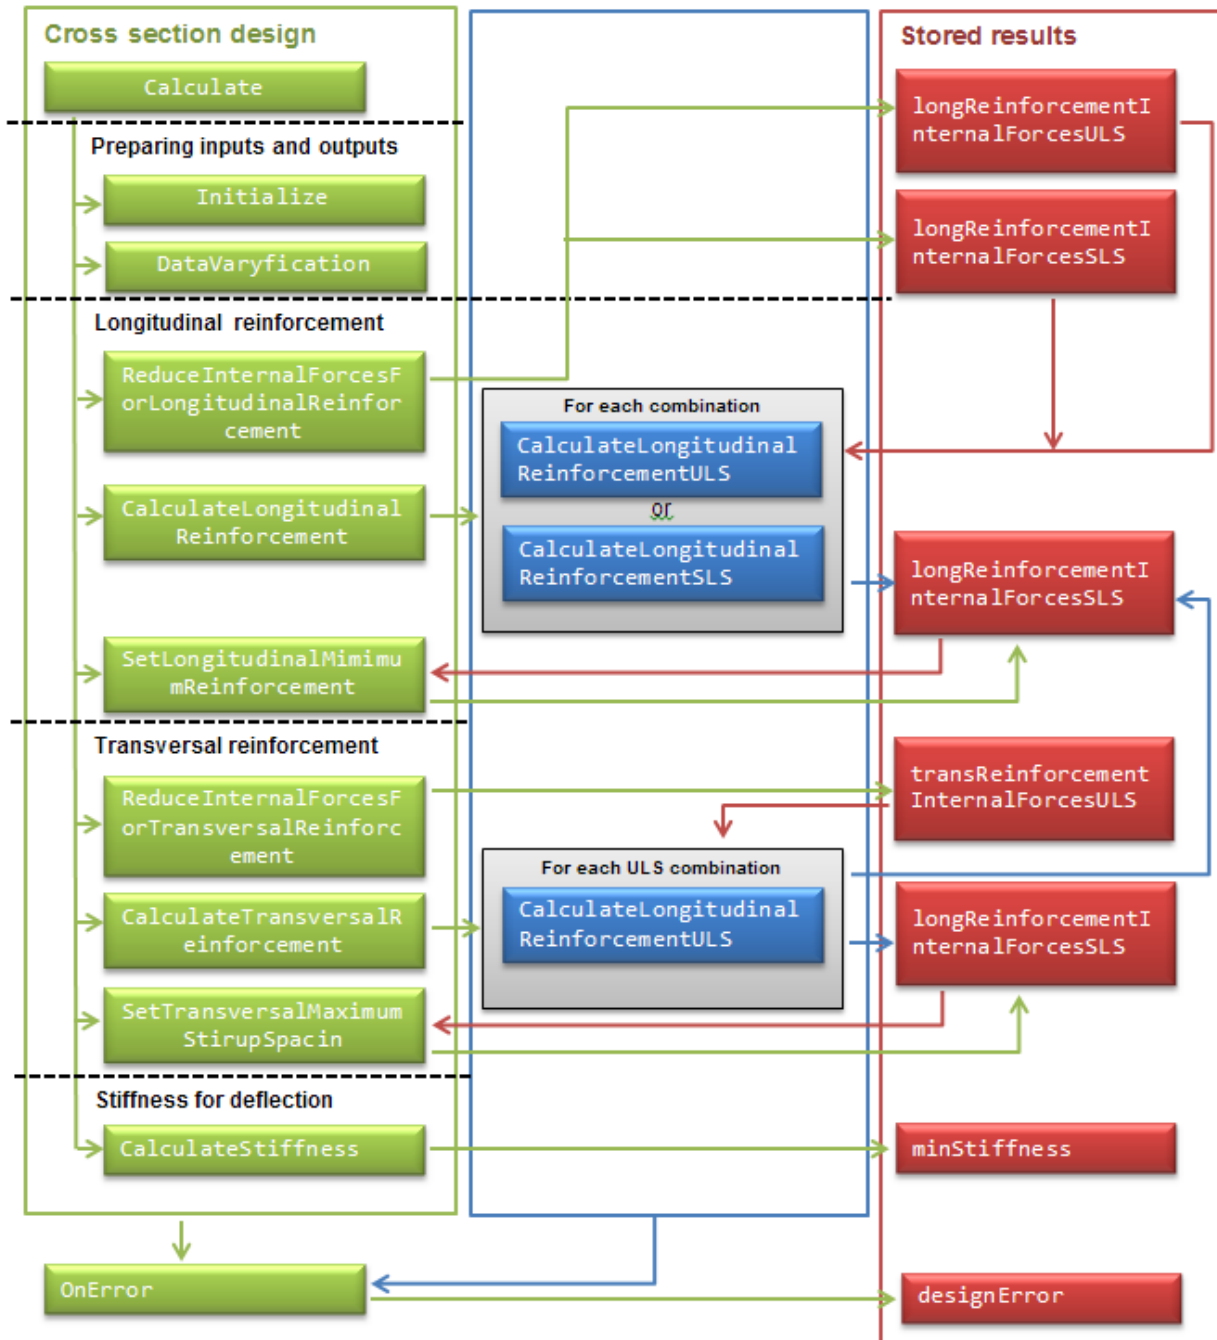 Cross section design
Calculate
Preparing inputs and outputs
Initialize
DataVaryfication
Longitudinal reinforcement
ReduceInternalForcesF
orLongitudinalReinfor
cement
CalculateLongitudinal
Reinforcement
SetLongitudinalMimimu
mReinforcement
Transversal reinforcement
ReduceInternalForcesF
orTransversalReinforc
ement
CalculateTransversalR
einforcement
SetTransversalMaximum
StirupSpacin
Stiffness for deflection
CalculateStiffness
OnError
For each combination
CalculateLongitudinal
ReinforcementULS
or
CalculateLongitudinal
ReinforcementSLS
For each ULS combination
CalculateLongitudinal
ReinforcementULS
Stored results
longReinforcementI
nternalForcesULS
longReinforcementI
nternalForcesSLS
longReinforcementI
nternalForcesSLS
transReinforcement
InternalForcesULS
longReinforcementI
nternalForcesSLS
minStiffness
designError